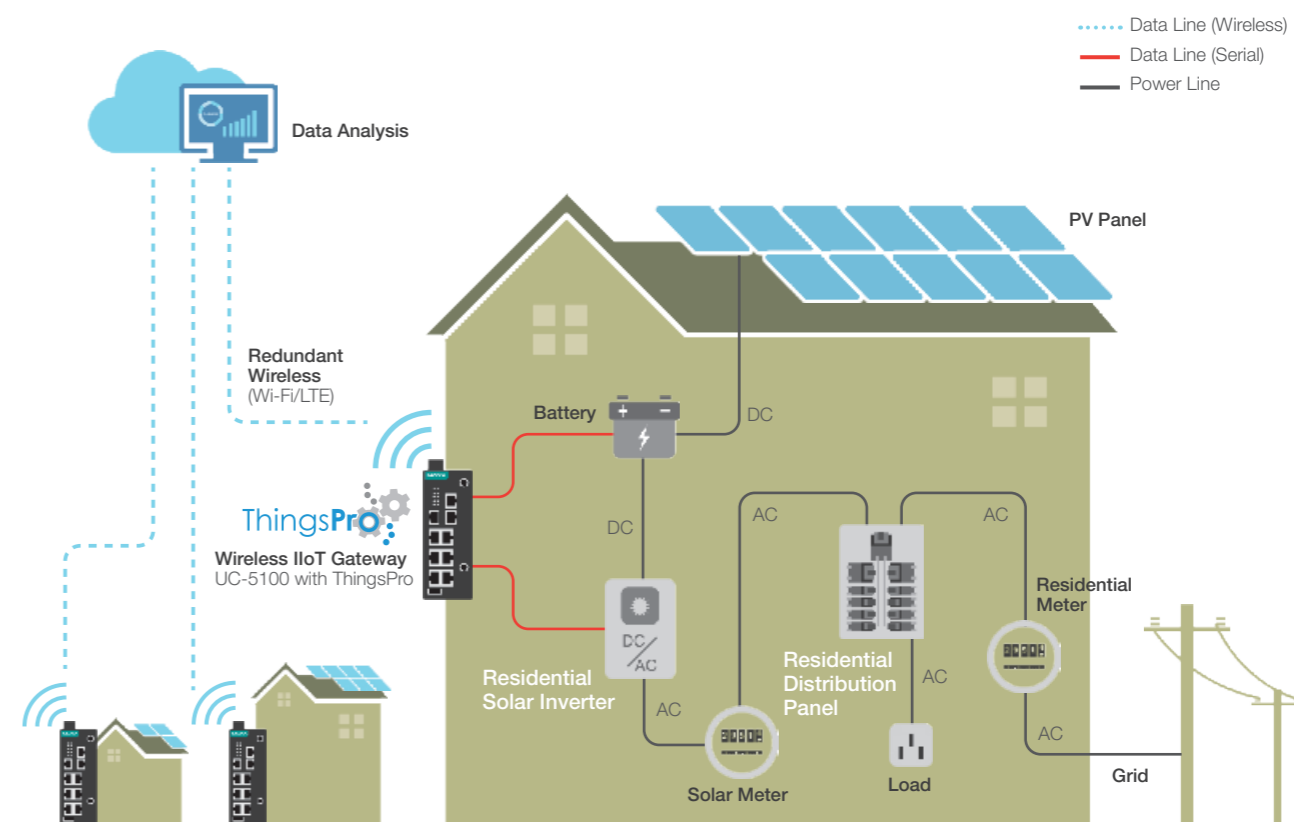 Data Line (Wireless)
Data Line (Serial)
Power Line
Data Analysis
PV Panel
Redundant
Wireless
(Wi-Fi/LTE)
Battery
DC
ThingsPro
Wireless IIoT Gateway
UC-5100 with ThingsPro
DC
AC
AC
Residential
Meter
DC/AC
Residential
Solar Inverter
Residential
Distribution
Panel
AC
AC
AC
Solar Meter
Load
Grid